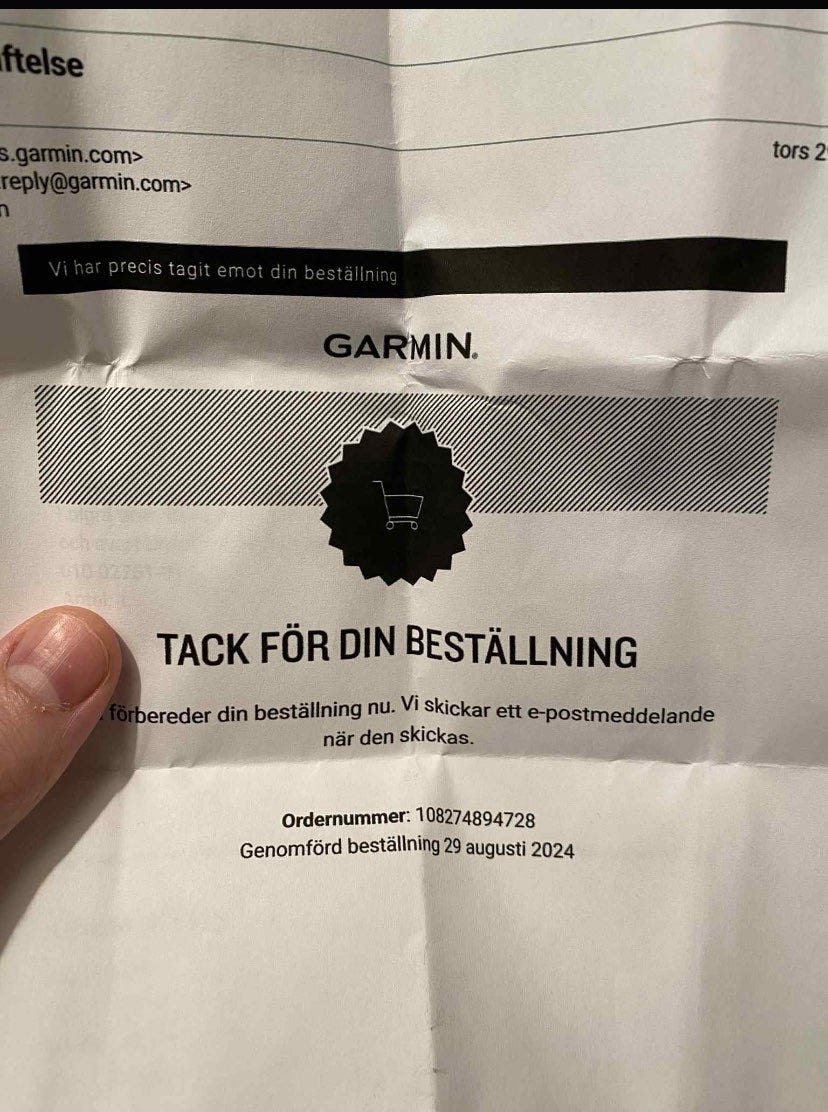 ftelse
s.garmin.com>
reply@garmin.com>
n
tors 2
Vi har precis tagit emot din beställning
GARMIN.
TACK FÖR DIN BESTÄLLNING
förbereder din beställning nu. Vi skickar ett e-postmeddelande
när den skickas.
Ordernummer: 108274894728
Genomförd beställning 29 augusti 2024